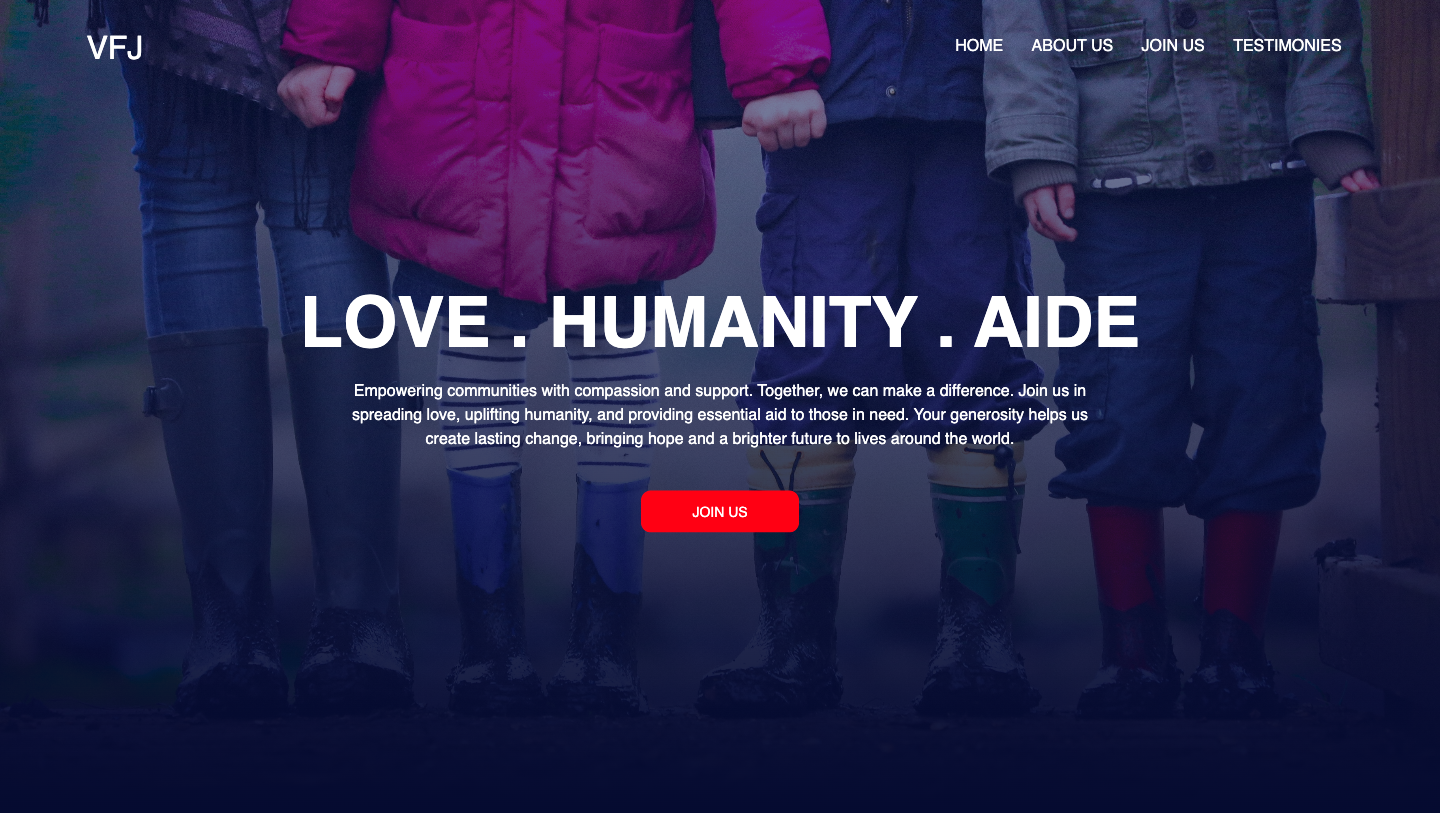 VFJ
HOME ABOUT US JOIN US TESTIMONIES
LOVE . HUMANITY . AIDE
Empowering communities with compassion and support. Together, we can make a difference. Join us in
spreading love, uplifting humanity, and providing essential aid to those in need. Your generosity helps us
create lasting change, bringing hope and a brighter future to lives around the world.
JOIN US